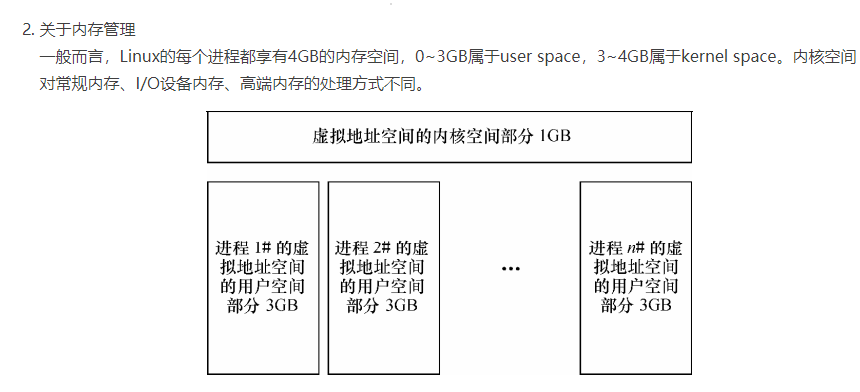 2. 关于内存管理
一般而言，Linux的每个进程都享有4GB的内存空间，0~3GB属于user space，3~4GB属于kernel space。内核空间
对常规内存、I/O设备内存、高端内存的处理方式不同。
虚拟地址空间的内核空间部分 1GB
进程 1# 的虚
拟地址空间
的用户空间
部分 3GB
进程 2# 的虚
拟地址空间
的用户空间
部分 3GB
...
进程 n# 的虚
拟地址空间
的用户空间
部分 3GB